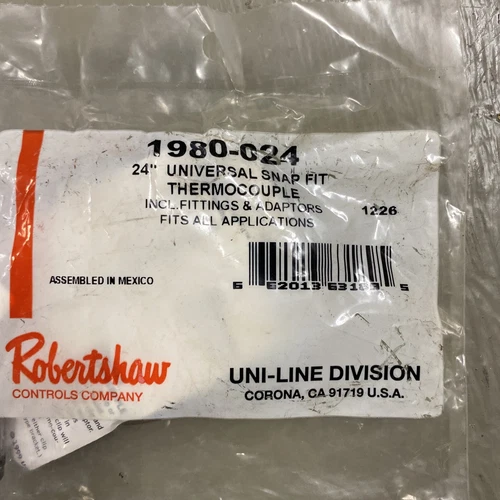 1980-024
24" UNIVERSAL SNAP FIT
THERMOCOUPLE
INCL.FITTINGS & ADAPTORS
FITS ALL APPLICATIONS
1226
ASSEMBLED IN MEXICO
Robertshaw
CONTROLS COMPANY
UNI-LINE DIVISION
CORONA, CA 91719 U.S.A.